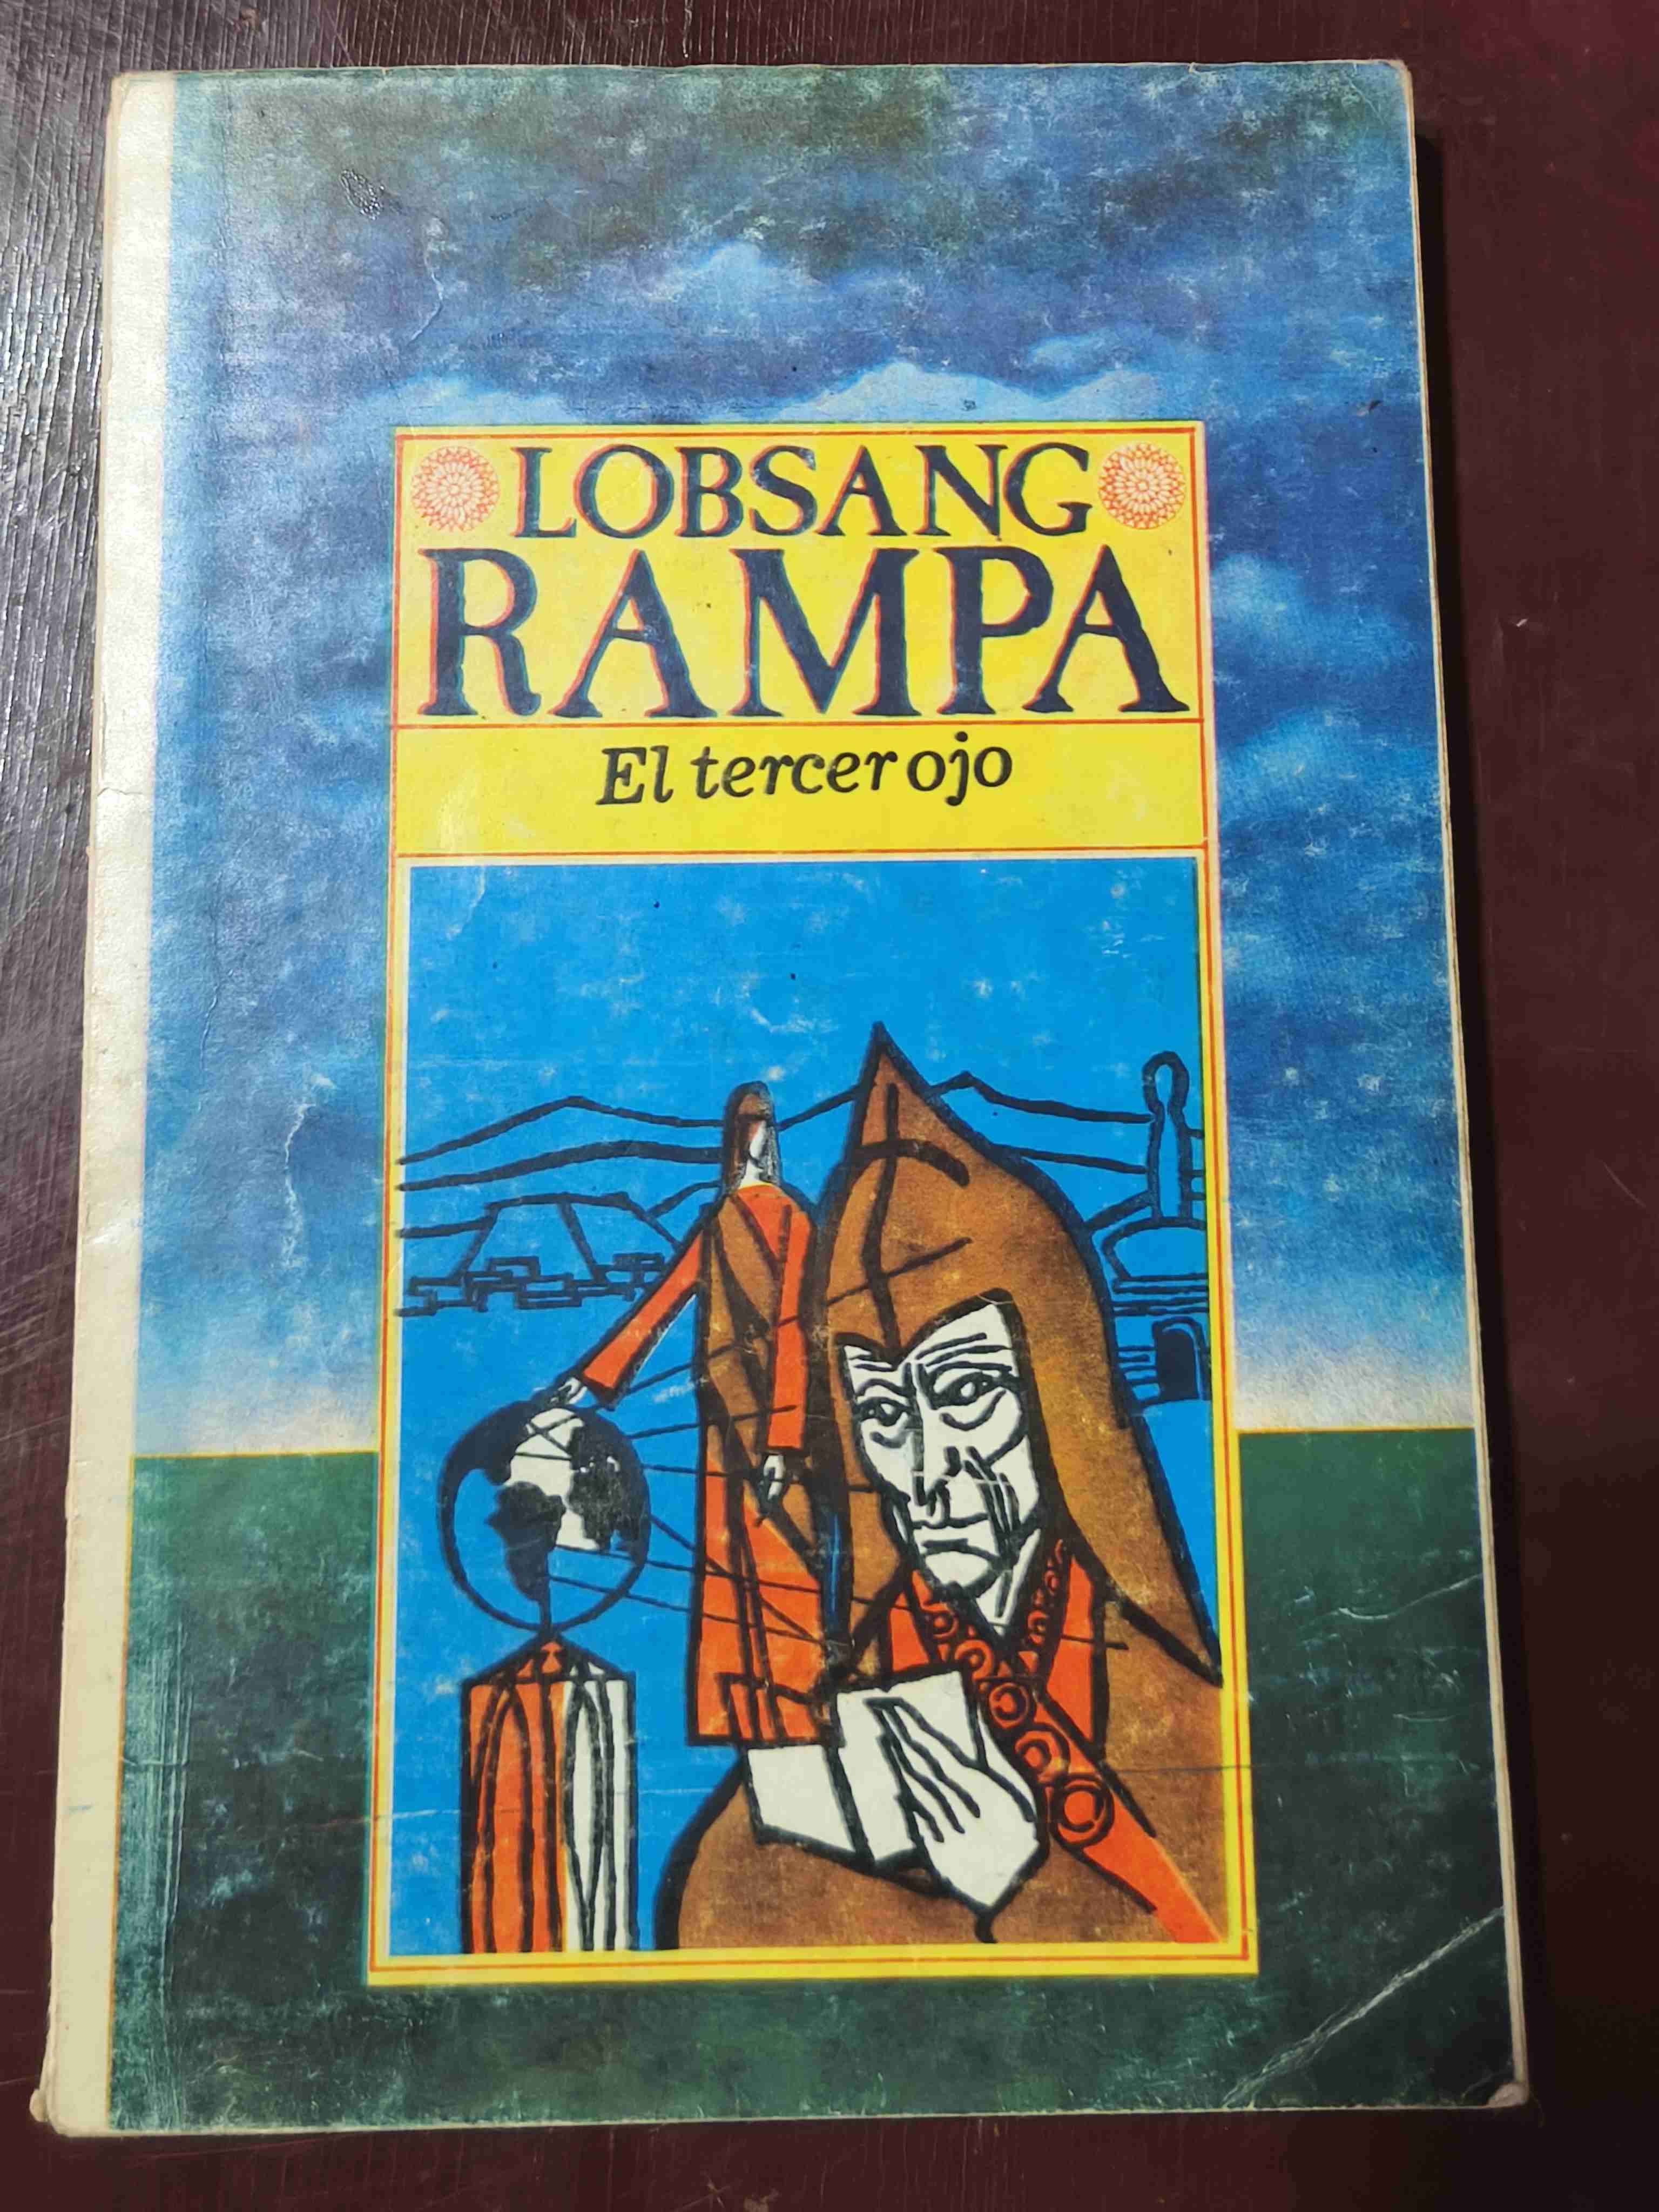 LOBSANG
RAMPA
El tercer ojo